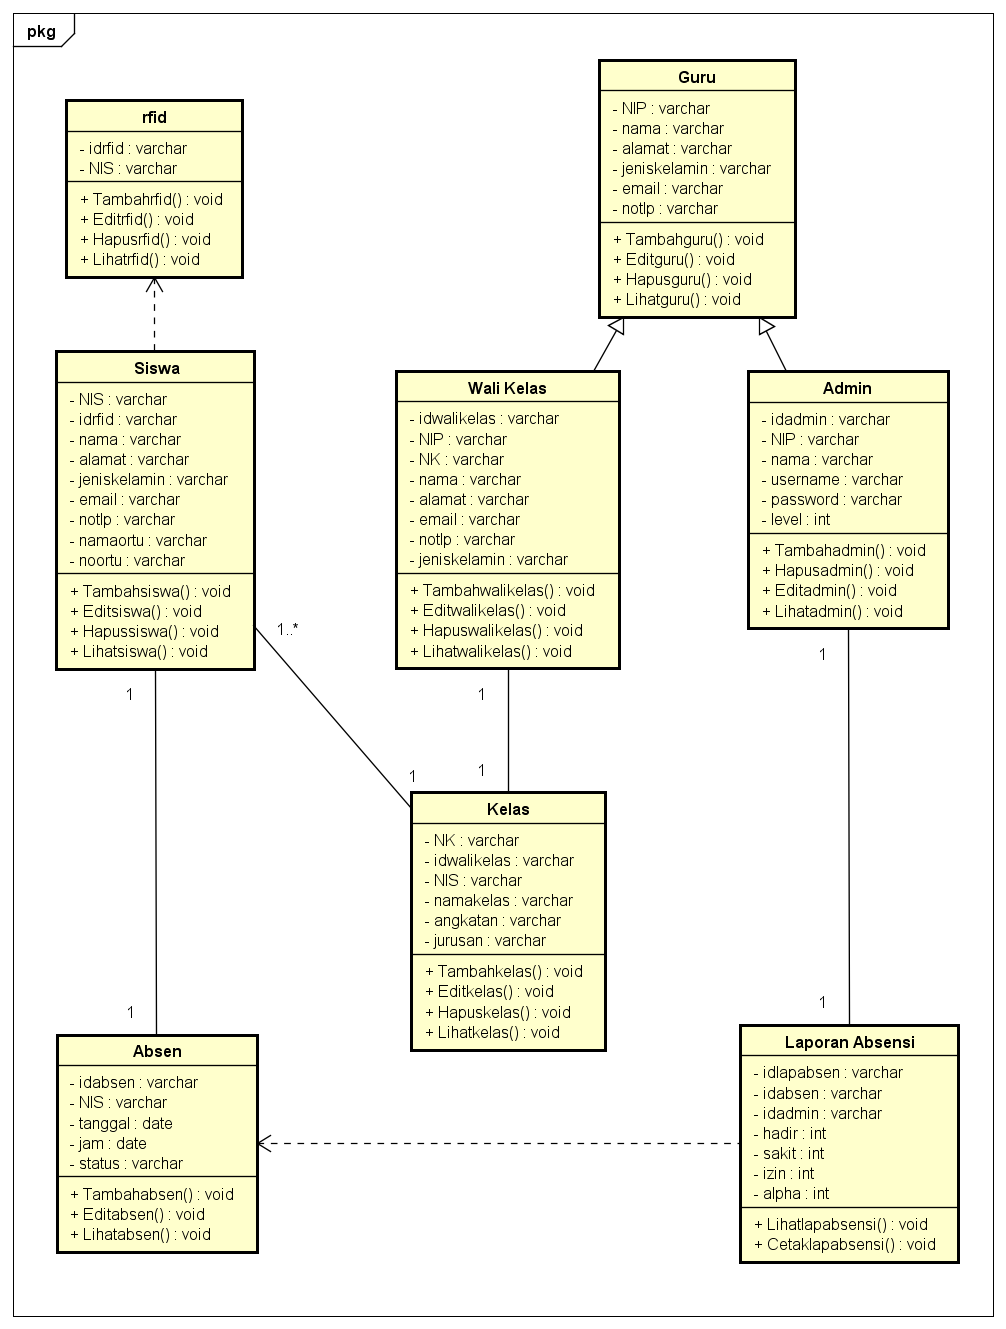 pkg
rfid
- idrfid : varchar
- NIS : varchar
+ Tambahrfid() : void
+ Editrfid() : void
+ Hapusrfid() : void
+ Lihatrfid() : void
Guru
- NIP : varchar
- nama : varchar
- alamat : varchar
- jeniskelamin : varchar
- email : varchar
- notlp : varchar
+ Tambahguru() : void
+ Editguru() : void
+ Hapusguru() : void
+ Lihatguru() : void
Siswa
- NIS : varchar
- idrfid : varchar
- nama : varchar
- alamat : varchar
- jeniskelamin : varchar
- email : varchar
- notlp : varchar
- namaortu : varchar
- noortu : varchar
+ Tambahsiswa() : void
+ Editsiswa() : void
+ Hapussiswa() : void
+ Lihatsiswa() : void
Wali Kelas
- idwalikelas : varchar
- NIP : varchar
- NK : varchar
- nama : varchar
- alamat : varchar
- email : varchar
- notlp : varchar
- jeniskelamin : varchar
+ Tambahwalikelas() : void
+ Editwalikelas() : void
+ Hapuswalikelas() : void
+ Lihatwalikelas() : void
Admin
- idadmin : varchar
- NIP : varchar
- nama : varchar
- username : varchar
- password : varchar
- level : int
+ Tambahadmin() : void
+ Hapusadmin() : void
+ Editadmin() : void
+ Lihatadmin() : void
1..*
1
1
1
1
1
Kelas
- NK : varchar
- idwalikelas : varchar
- NIS : varchar
- namakelas : varchar
- angkatan : varchar
- jurusan : varchar
+ Tambahkelas() : void
+ Editkelas() : void
+ Hapuskelas() : void
+ Lihatkelas() : void
1
1
Absen
- idabsen : varchar
- NIS : varchar
- tanggal : date
- jam : date
- status : varchar
+ Tambahabsen() : void
+ Editabsen() : void
+ Lihatabsen() : void
Laporan Absensi
- idlapabsen : varchar
- idabsen : varchar
- idadmin : varchar
- hadir : int
- sakit : int
- izin : int
- alpha : int
+ Lihatlapabsensi() : void
+ Cetaklapabsensi() : void